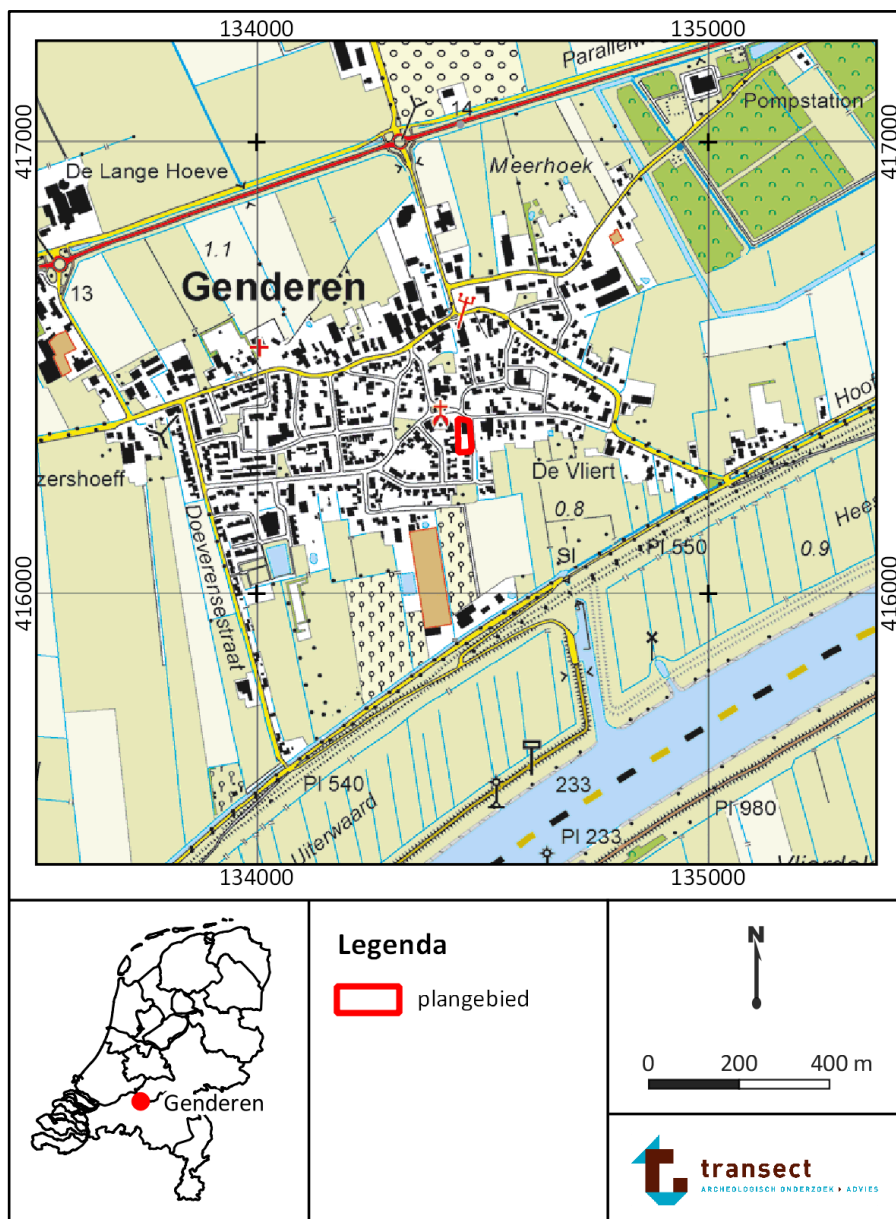 134000
135000
Parallelw
14
Pompstation
417000
417000
Meerhoek
De Lange Hoeve
1.1
Genderen
13
Hoof
zershoeff
De Vliert
Doeverensestraat
0.8
Pl 550
0.9
Hees
Sl
416000
416000
Pl 540
233
Pl 980
Uiterwaard
Pl 233
134000
135000
Legenda
plangebied
Genderen
N
0
200
400 m
transect
ARCHEOLOGISCH ONDERZOEK ▸ ADVIES